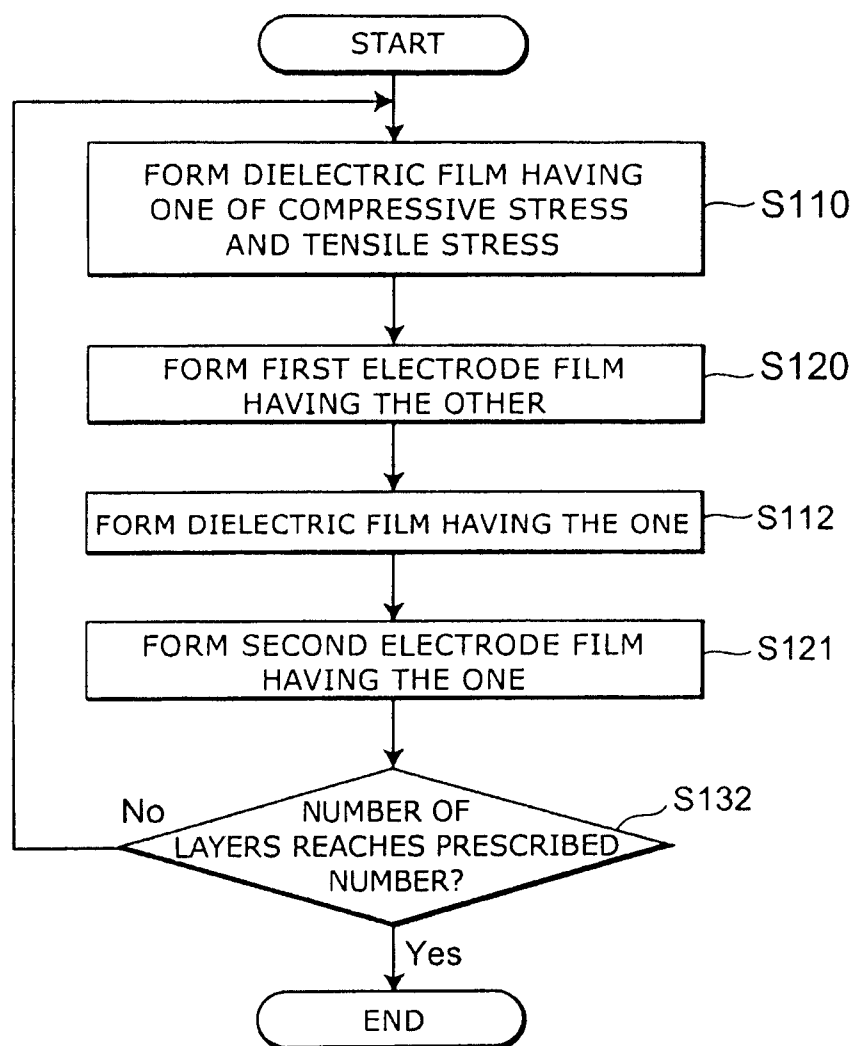 START
FORM DIELECTRIC FILM HAVING
ONE OF COMPRESSIVE STRESS
AND TENSILE STRESS
S110
FORM FIRST ELECTRODE FILM
HAVING THE OTHER
S120
FORM DIELECTRIC FILM HAVING THE ONE
S112
FORM SECOND ELECTRODE FILM
HAVING THE ONE
S121
NUMBER OF
LAYERS REACHES PRESCRIBED
NUMBER?
S132
No
Yes
END